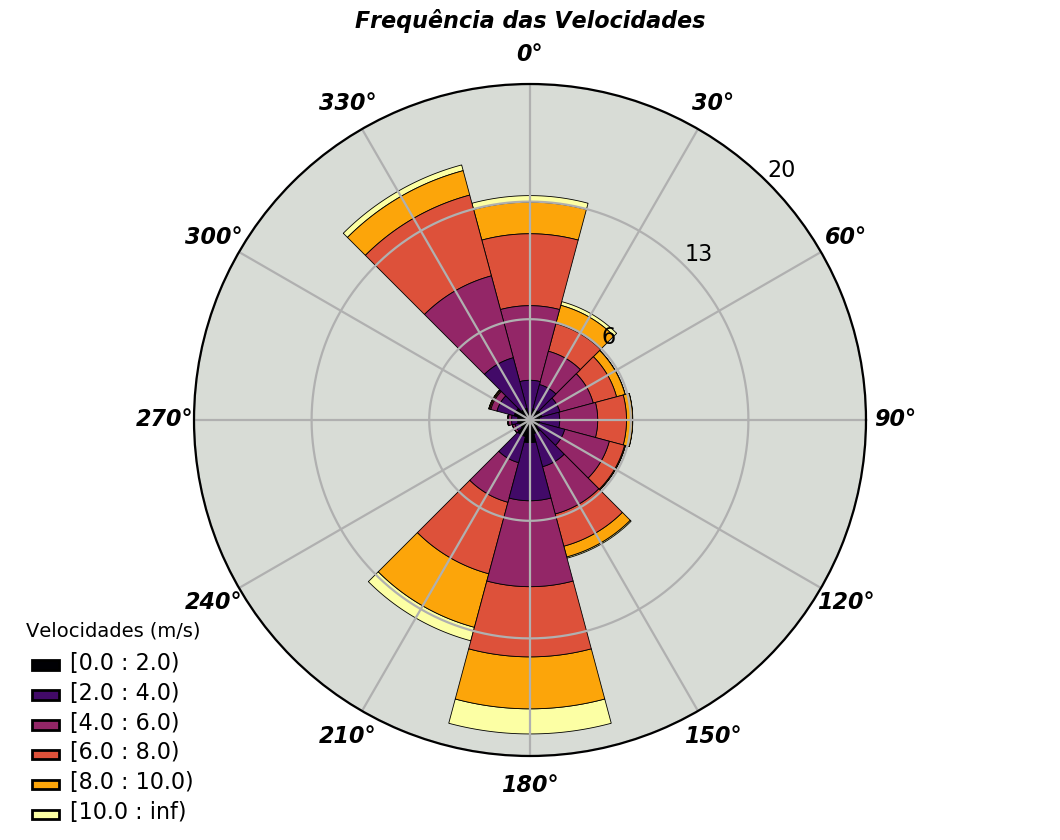 Frequência das Velocidades
0°
330°
30°
20
300°
60°
13
6
270°
90°
240°
120°
210°
150°
180°
Velocidades (m/s)
[0.0 : 2.0)
[2.0 : 4.0)
[4.0 : 6.0)
[6.0 : 8.0)
[8.0 : 10.0)
[10.0 : inf)